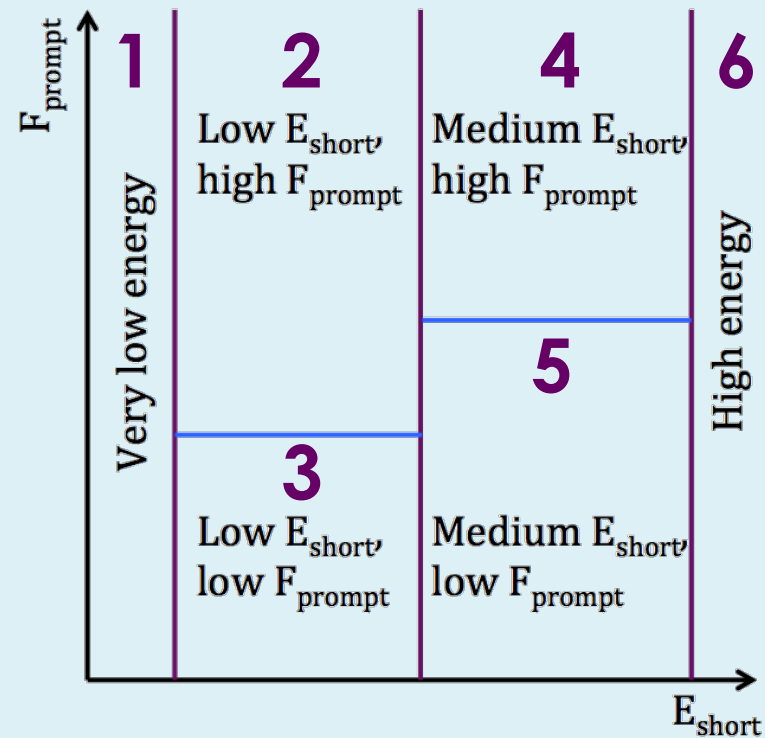 F_prompt
1
Very low energy
2
Low E_short,
high F_prompt
3
Low E_short,
low F_prompt
4
Medium E_short,
high F_prompt
5
Medium E_short,
low F_prompt
6
High energy
E_short